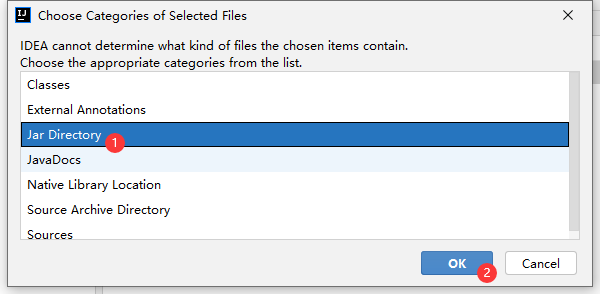 IJ
Choose Categories of Selected Files
IDEA cannot determine what kind of files the chosen items contain.
Choose the appropriate categories from the list.
Classes
External Annotations
Jar Directory
1
JavaDocs
Native Library Location
Source Archive Directory
Sources
OK
2
Cancel